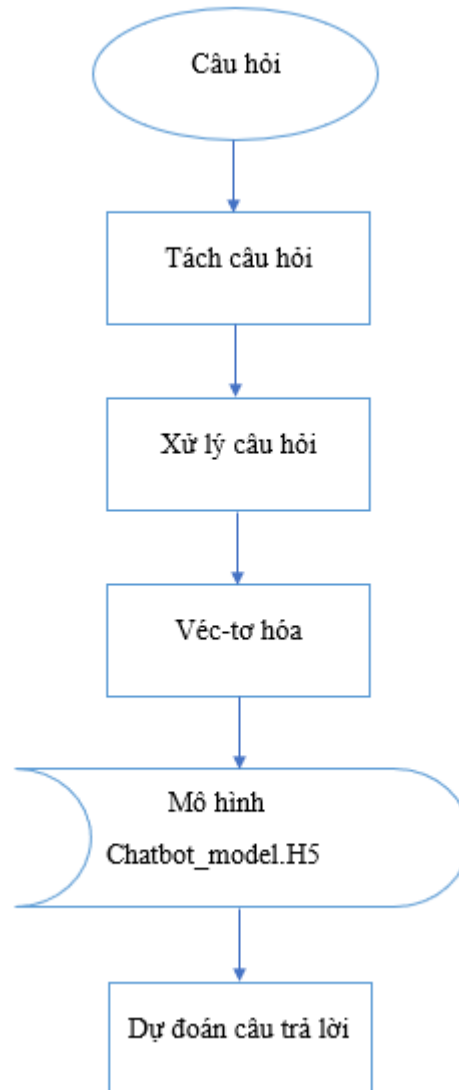 Câu hỏi
Tách câu hỏi
Xử lý câu hỏi
Véc-tơ hóa
Mô hình
Chatbot_model.H5
Dự đoán câu trả lời